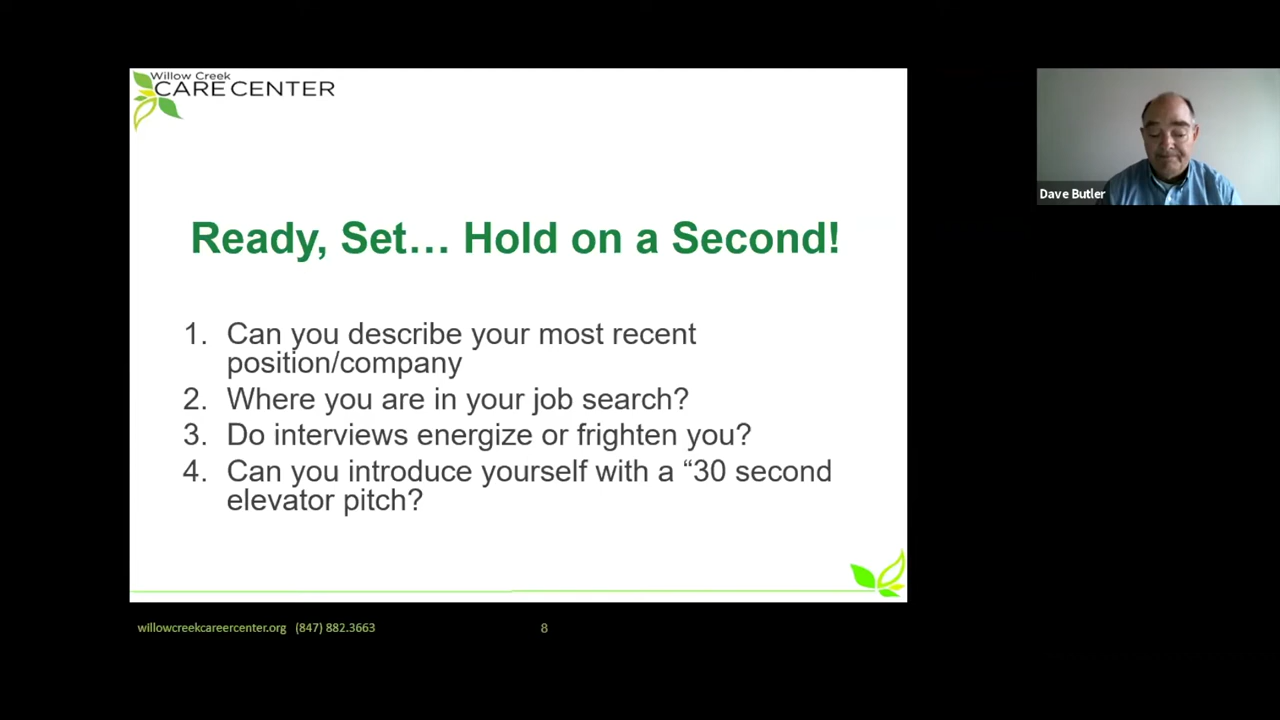 Willow Creek
CARE CENTER
Dave Butler
Ready, Set... Hold on a Second!
1. Can you describe your most recent
position/company
2. Where you are in your job search?
3. Do interviews energize or frighten you?
4. Can you introduce yourself with a “30 second
elevator pitch?
willowcreekcareercenter.org (847) 882.3663
8